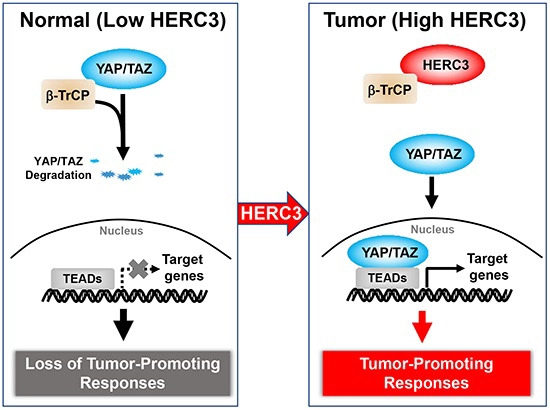 Normal (Low HERC3)
YAP/TAZ
β-TrCP
YAP/TAZ
Degradation
Nucleus
TEADs
Target
genes
Loss of Tumor-Promoting
Responses
HERC3
Tumor (High HERC3)
HERC3
β-TrCP
YAP/TAZ
Nucleus
YAP/TAZ
TEADs
Target
genes
Tumor-Promoting
Responses